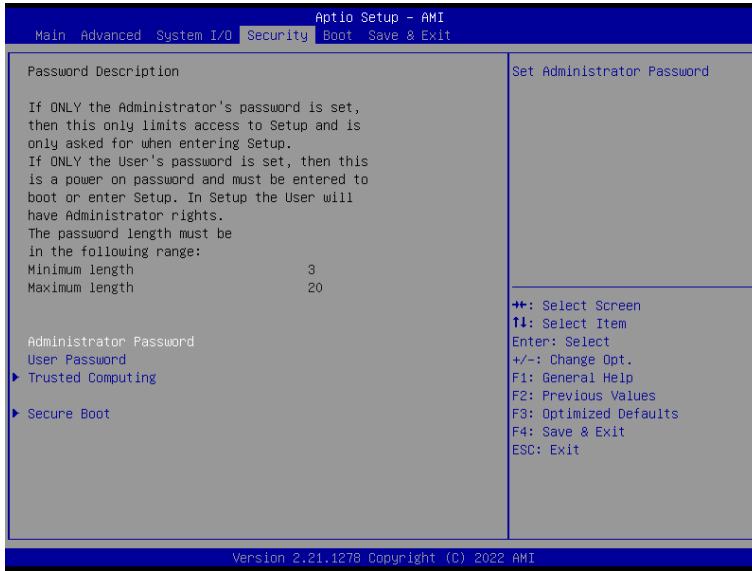 Aptio Setup – AMI
Main Advanced System I/O Security Boot Save & Exit
Password Description
If ONLY the Administrator's password is set,
then this only limits access to Setup and is
only asked for when entering Setup.
If ONLY the User's password is set, then this
is a power on password and must be entered to
boot or enter Setup. In Setup the User will
have Administrator rights.
The password length must be
in the following range:
Minimum length 3
Maximum length 20
Administrator Password
User Password
Trusted Computing
Secure Boot
Set Administrator Password
→←: Select Screen
↑↓: Select Item
Enter: Select
+/-: Change Opt.
F1: General Help
F2: Previous Values
F3: Optimized Defaults
F4: Save & Exit
ESC: Exit
Version 2.21.1278 Copyright (C) 2022 AMI